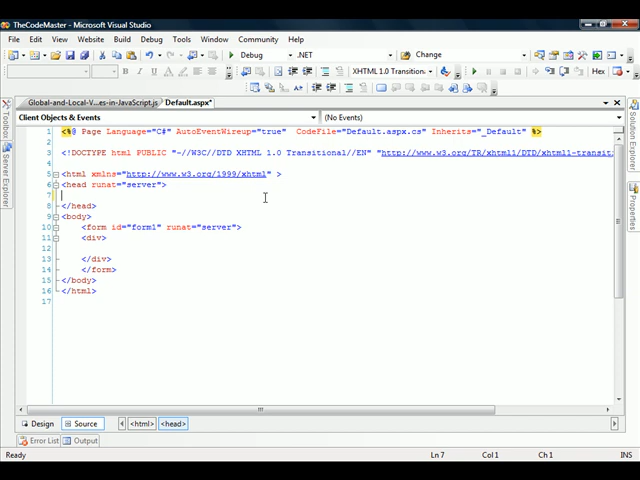 TheCodeMaster - Microsoft Visual Studio
File Edit View Website Build Debug Tools Window Community Help
Debug .NET Change
XHTML 1.0 Transition Hex
Global-and-Local-V...es-in-JavaScript.js Default.aspx*
Client Objects & Events (No Events)
1 <%@ Page Language="C#" AutoEventWireup="true" CodeFile="Default.aspx.cs" Inherits="_Default" %>
2
3 <!DOCTYPE html PUBLIC "-//W3C//DTD XHTML 1.0 Transitional//EN" "http://www.w3.org/TR/xhtml1/DTD/xhtml1-transit
4
5 <html xmlns="http://www.w3.org/1999/xhtml" >
6 <head runat="server">
7
8 </head>
9 <body>
10 <form id="form1" runat="server">
11 <div>
12
13 </div>
14 </form>
15 </body>
16 </html>
17
Toolbox
Server Explorer
Solution Explorer
Properties
Design Source <html> <head>
Error List Output
Ready Ln 7 Col 1 Ch 1 INS